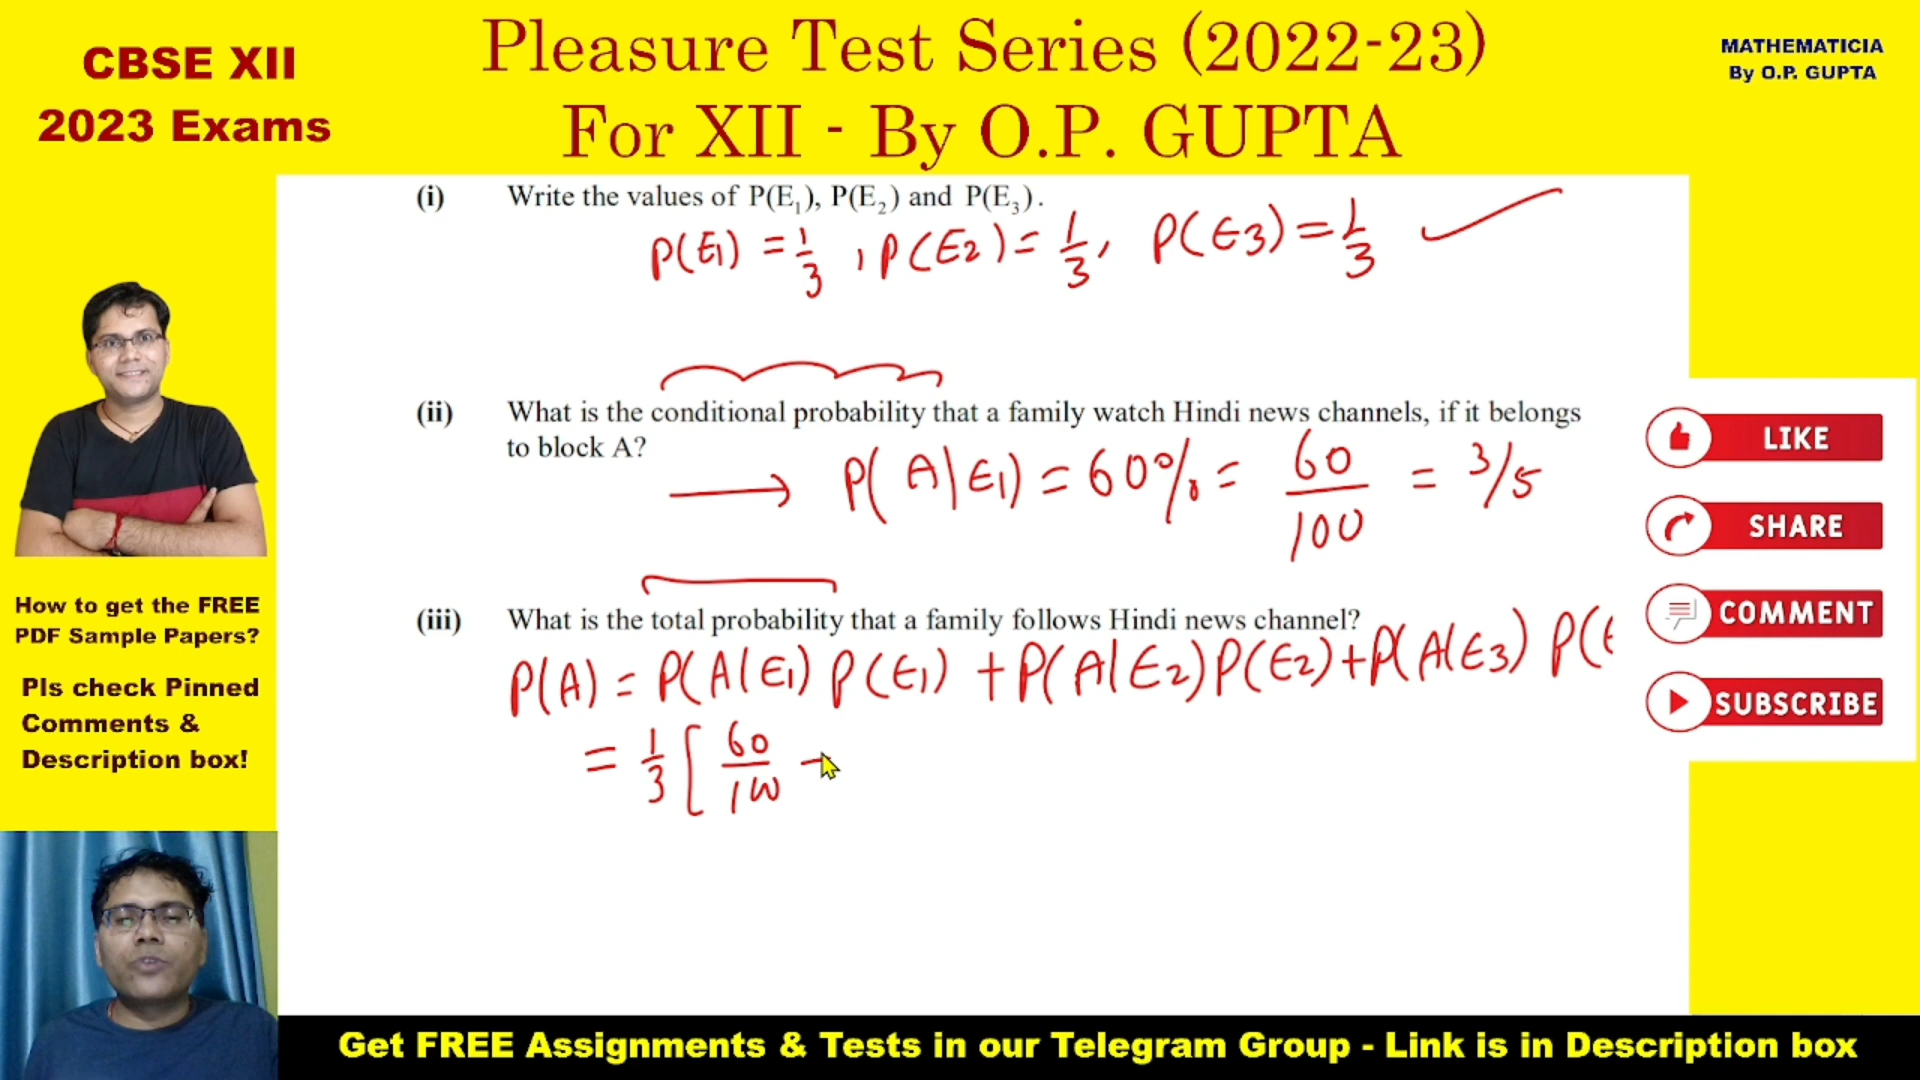 CBSE XII
2023 Exams
Pleasure Test Series (2022-23)
For XII - By O.P. GUPTA
MATHEMATICIA
By O.P. GUPTA
(i) Write the values of P(E₁), P(E₂) and P(E₃).
P(E1) = 1/3, P(E2) = 1/3, P(E3) = 1/3
(ii) What is the conditional probability that a family watch Hindi news channels, if it belongs
to block A?
P(A|E1) = 60% = 60/100 = 3/5
(iii) What is the total probability that a family follows Hindi news channel?
P(A) = P(A|E1) P(E1) + P(A|E2) P(E2) + P(A|E3) P(E
= 1/3 [ 60/100
How to get the FREE
PDF Sample Papers?
Pls check Pinned
Comments &
Description box!
LIKE
SHARE
COMMENT
SUBSCRIBE
Get FREE Assignments & Tests in our Telegram Group - Link is in Description box